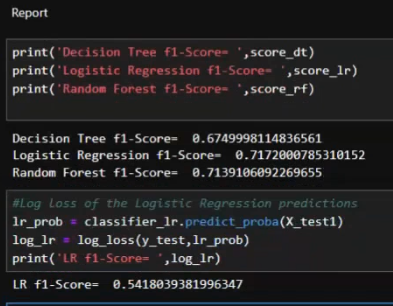 Report
print('Decision Tree f1-Score= ',score_dt)
print('Logistic Regression f1-Score= ',score_lr)
print('Random Forest f1-Score= ',score_rf)
Decision Tree f1-Score=  0.6749998114836561
Logistic Regression f1-Score=  0.7172000785310152
Random Forest f1-Score=  0.7139106092269655
#Log Loss of the Logistic Regression predictions
lr_prob = classifier_lr.predict_proba(X_test1)
log_lr = log_loss(y_test,lr_prob)
print('LR f1-Score= ',log_lr)
LR f1-Score=  0.5418039381996347